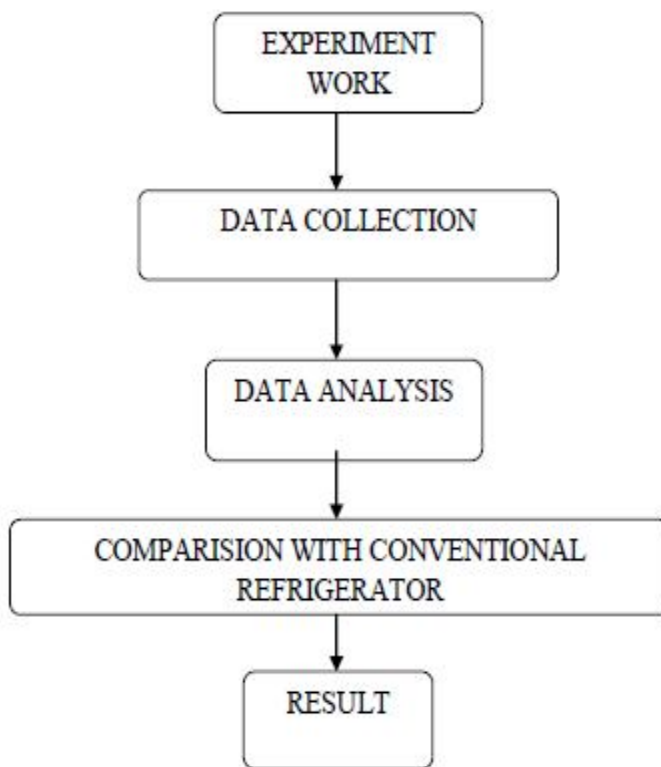 EXPERIMENT
WORK
DATA COLLECTION
DATA ANALYSIS
COMPARISION WITH CONVENTIONAL
REFRIGERATOR
RESULT